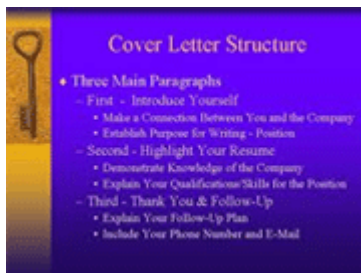 Cover Letter Structure
Three Main Paragraphs
– First - Introduce Yourself
• Make a Connection Between You and the Company
• Establish Purpose for Writing - Position
– Second - Highlight Your Resume
• Demonstrate Knowledge of the Company
• Explain Your Qualifications/Skills for the Position
– Third - Thank You & Follow-Up
• Explain Your Follow-Up Plan
• Include Your Phone Number and E-Mail